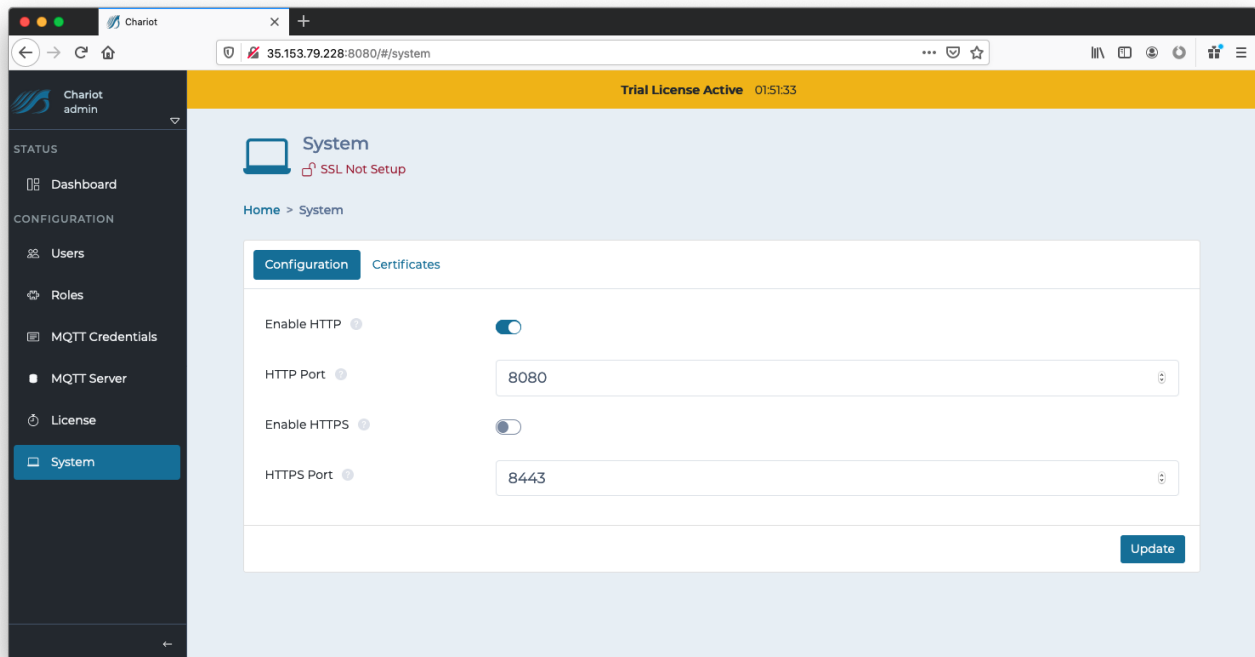 Chariot
35.153.79.228:8080/#/system
Chariot
admin
Trial License Active 01:51:33
STATUS
Dashboard
CONFIGURATION
Users
Roles
MQTT Credentials
MQTT Server
License
System
System
SSL Not Setup
Home > System
Configuration Certificates
Enable HTTP ?
HTTP Port ?
8080
Enable HTTPS ?
HTTPS Port ?
8443
Update